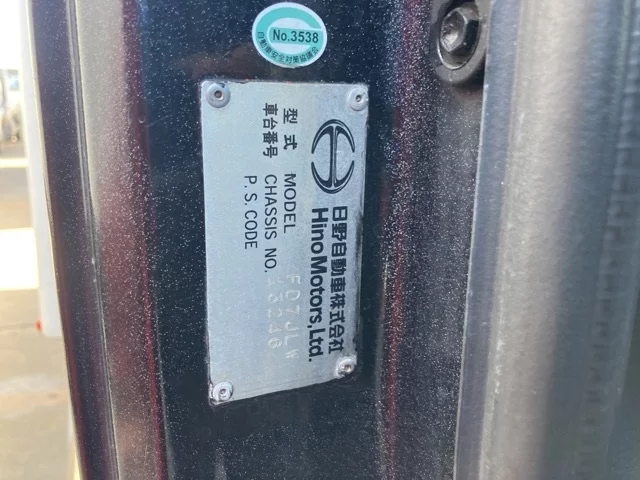 No.3538
日野自動車株式会社
Hino Motors, Ltd.
型式 MODEL FD7JLW
車台番号 CHASSIS NO.
P.S. CODE